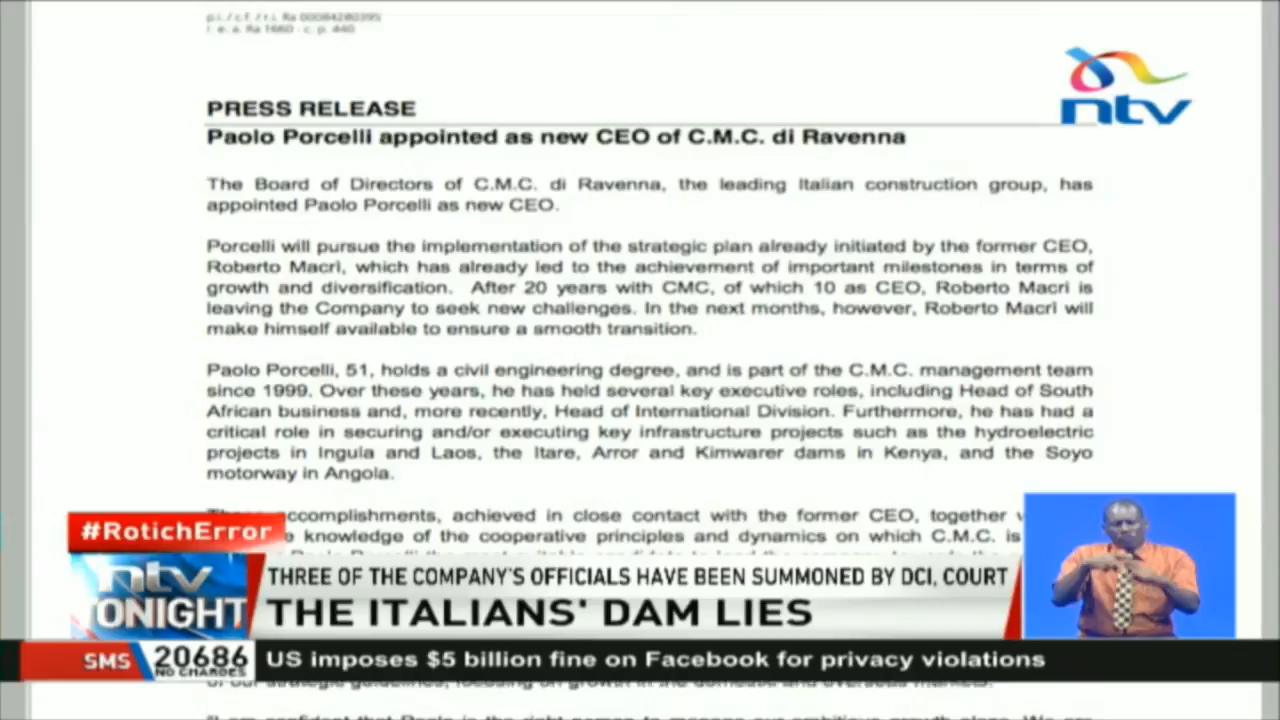 p.i./c.f./r.i. Ra 00084280395
r. e. a. Ra 1660 - c. p. 440
ntv
PRESS RELEASE
Paolo Porcelli appointed as new CEO of C.M.C. di Ravenna
The Board of Directors of C.M.C. di Ravenna, the leading Italian construction group, has
appointed Paolo Porcelli as new CEO.
Porcelli will pursue the implementation of the strategic plan already initiated by the former CEO,
Roberto Macrì, which has already led to the achievement of important milestones in terms of
growth and diversification. After 20 years with CMC, of which 10 as CEO, Roberto Macrì is
leaving the Company to seek new challenges. In the next months, however, Roberto Macrì will
make himself available to ensure a smooth transition.
Paolo Porcelli, 51, holds a civil engineering degree, and is part of the C.M.C. management team
since 1999. Over these years, he has held several key executive roles, including Head of South
African business and, more recently, Head of International Division. Furthermore, he has had a
critical role in securing and/or executing key infrastructure projects such as the hydroelectric
projects in Ingula and Laos, the Itare, Arror and Kimwarer dams in Kenya, and the Soyo
motorway in Angola.
accomplishments, achieved in close contact with the former CEO, together
knowledge of the cooperative principles and dynamics on which C.M.C. is
#RotichError
ntv
TONIGHT
THREE OF THE COMPANY'S OFFICIALS HAVE BEEN SUMMONED BY DCI, COURT
THE ITALIANS' DAM LIES
SMS 20686
NO CHARGES
US imposes $5 billion fine on Facebook for privacy violations